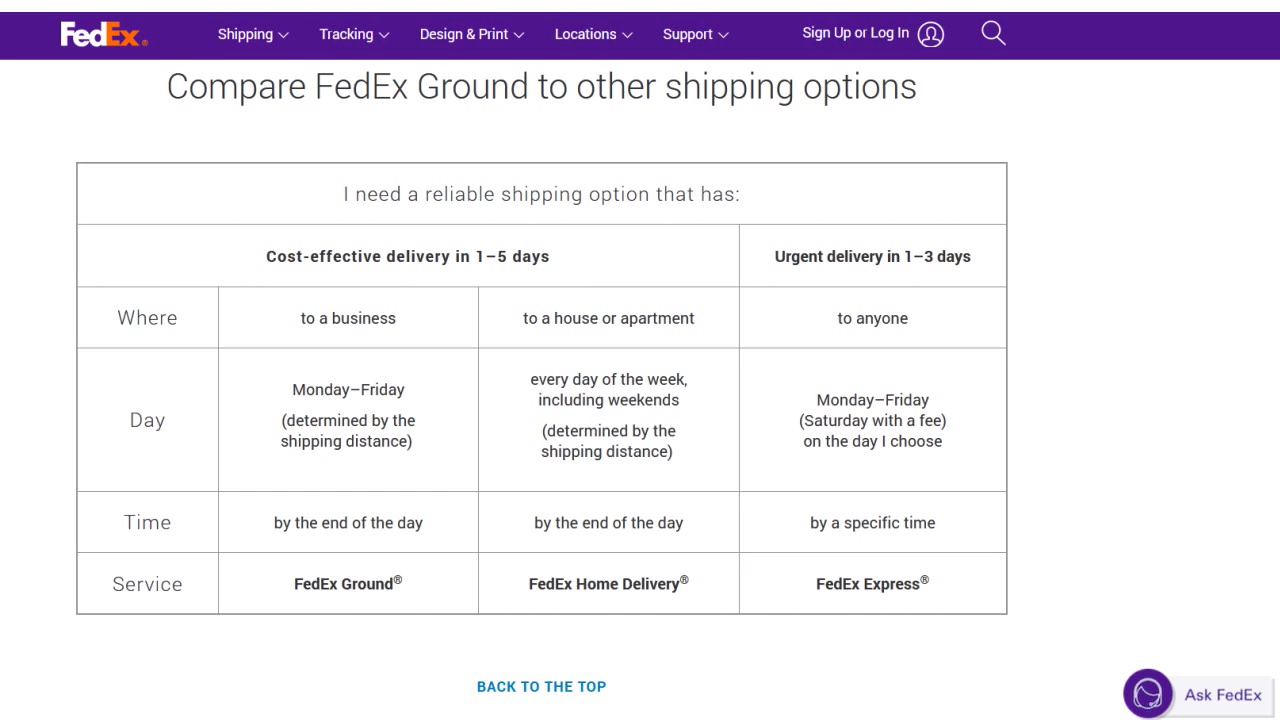 FedEx®
Shipping Tracking Design & Print Locations Support Sign Up or Log In
Compare FedEx Ground to other shipping options
I need a reliable shipping option that has:
Cost-effective delivery in 1–5 days Urgent delivery in 1–3 days
Where to a business to a house or apartment to anyone
Day
Monday–Friday
(determined by the
shipping distance)
every day of the week,
including weekends
(determined by the
shipping distance)
Monday–Friday
(Saturday with a fee)
on the day I choose
Time by the end of the day by the end of the day by a specific time
Service FedEx Ground® FedEx Home Delivery® FedEx Express®
BACK TO THE TOP
Ask FedEx